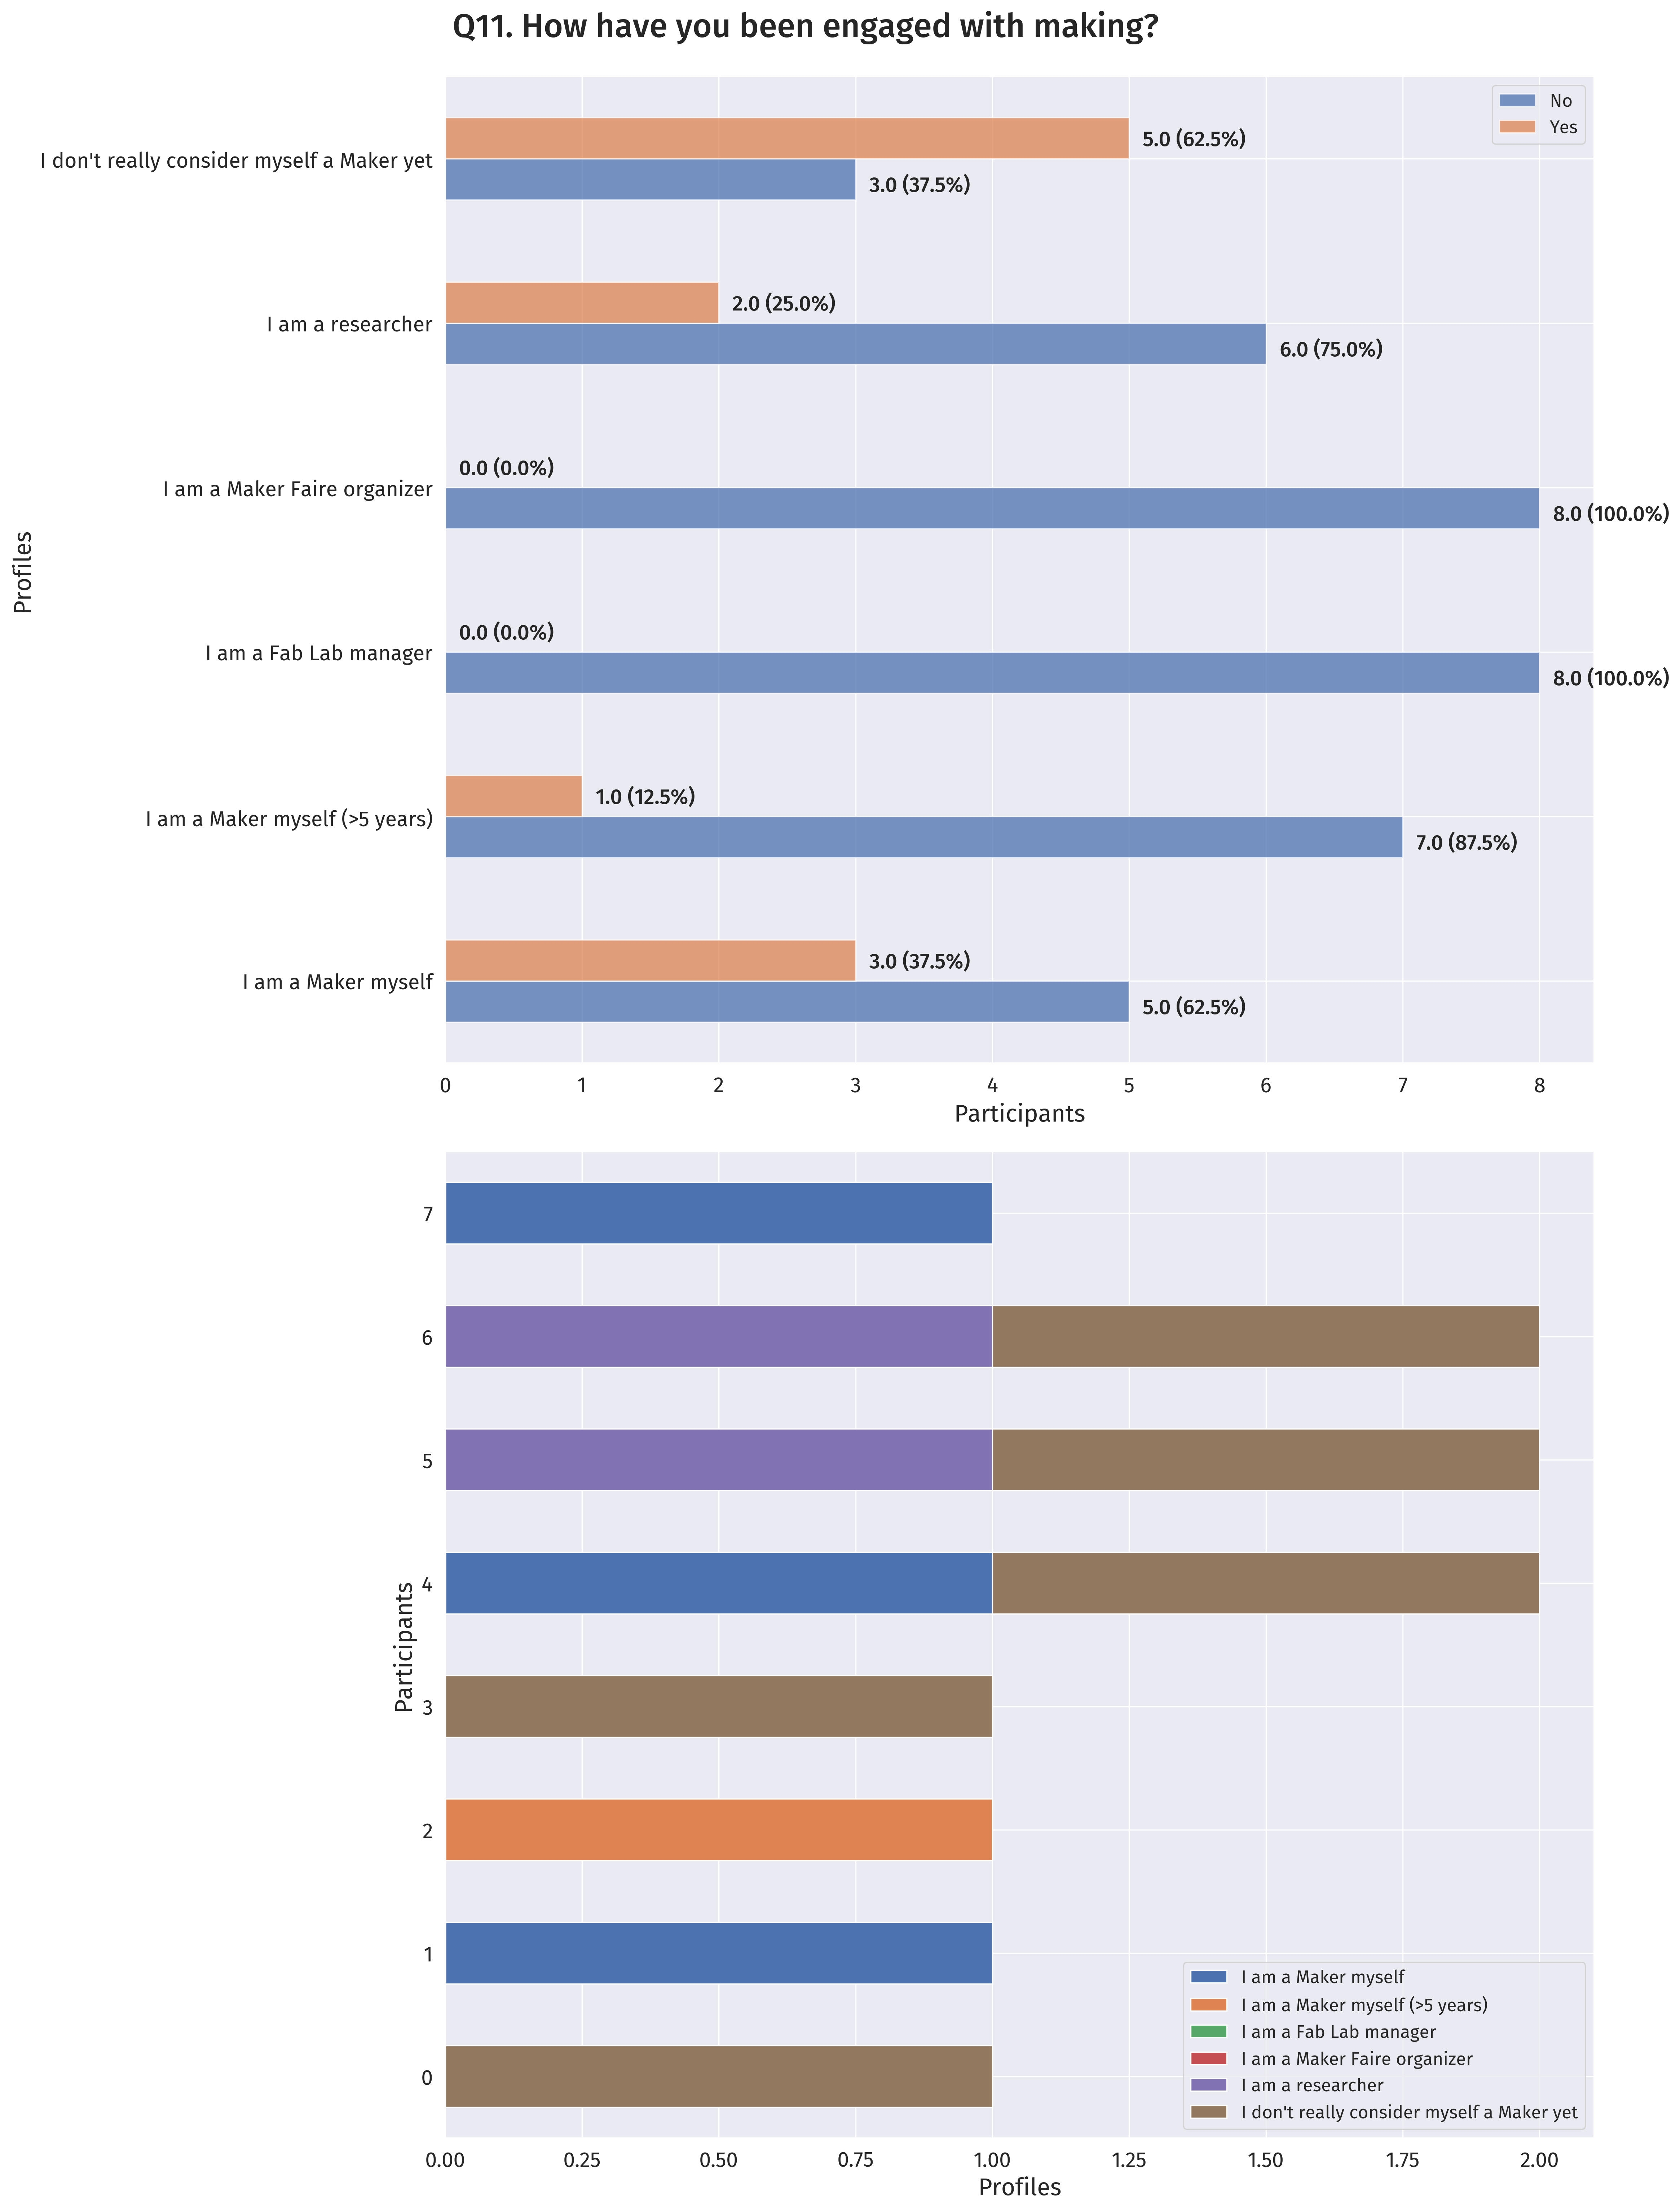 Q11. How have you been engaged with making?
No
Yes
I don't really consider myself a Maker yet
5.0 (62.5%)
3.0 (37.5%)
I am a researcher
2.0 (25.0%)
6.0 (75.0%)
I am a Maker Faire organizer
0.0 (0.0%)
8.0 (100.0%)
I am a Fab Lab manager
0.0 (0.0%)
8.0 (100.0%)
I am a Maker myself (>5 years)
1.0 (12.5%)
7.0 (87.5%)
I am a Maker myself
3.0 (37.5%)
5.0 (62.5%)
Profiles
0 1 2 3 4 5 6 7 8
Participants
7
6
5
4
3
2
1
0
Participants
I am a Maker myself
I am a Maker myself (>5 years)
I am a Fab Lab manager
I am a Maker Faire organizer
I am a researcher
I don't really consider myself a Maker yet
0.00 0.25 0.50 0.75 1.00 1.25 1.50 1.75 2.00
Profiles